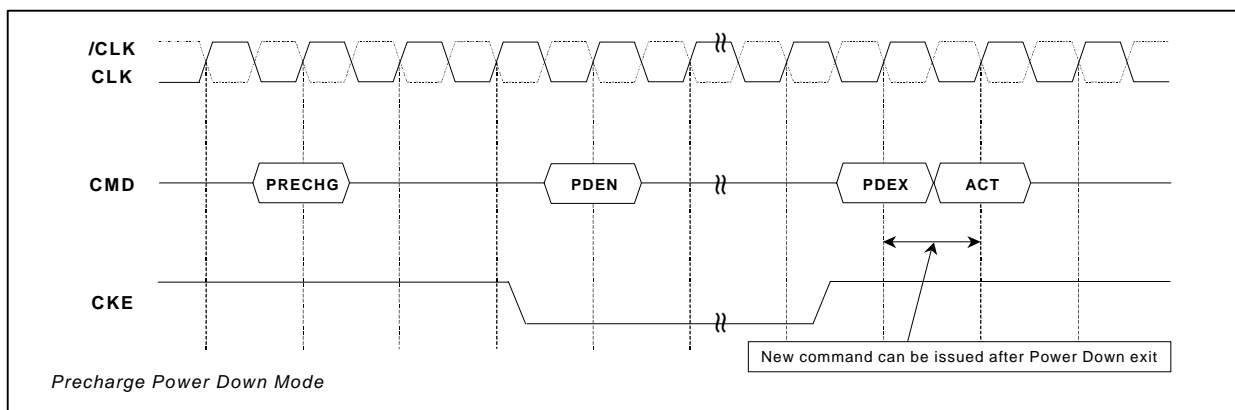 /CLK
CLK
CMD
PRECHG
PDEN
PDEX
ACT
CKE
New command can be issued after Power Down exit
Precharge Power Down Mode